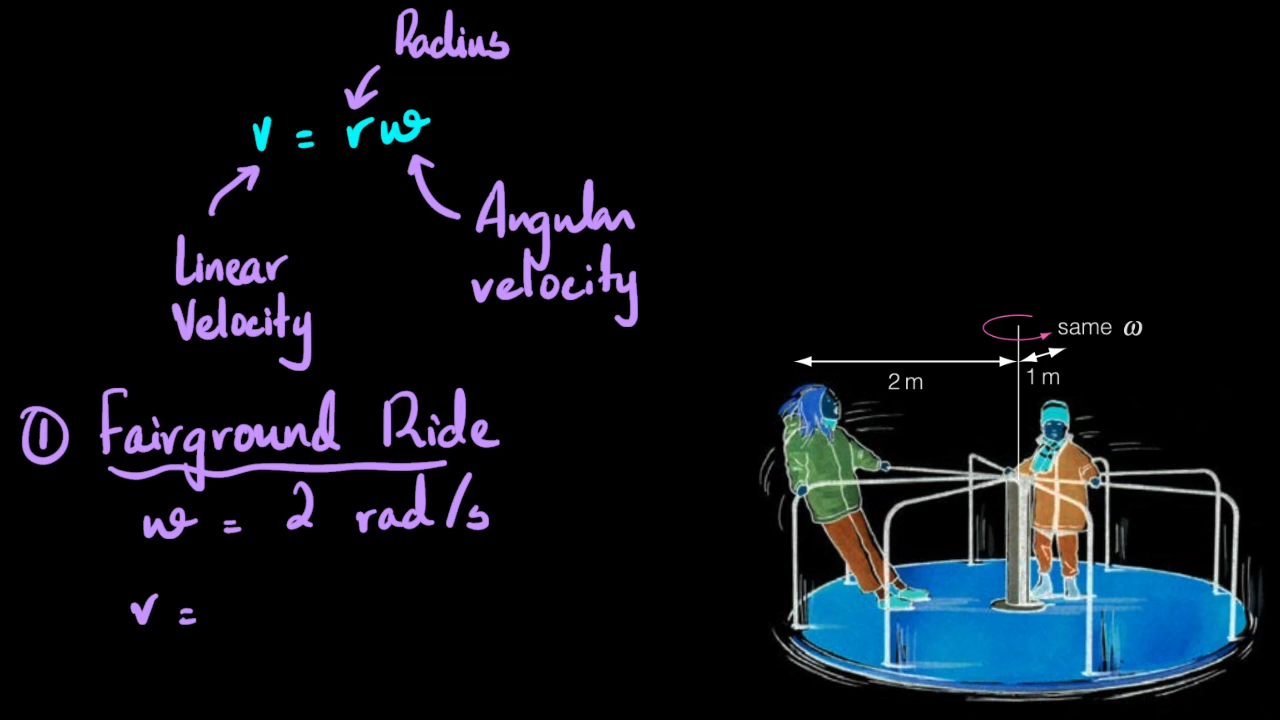 Radius
v = rω
Linear
Velocity
Angular
velocity
① Fairground Ride
ω = 2 rad/s
v =
same ω
2 m
1 m